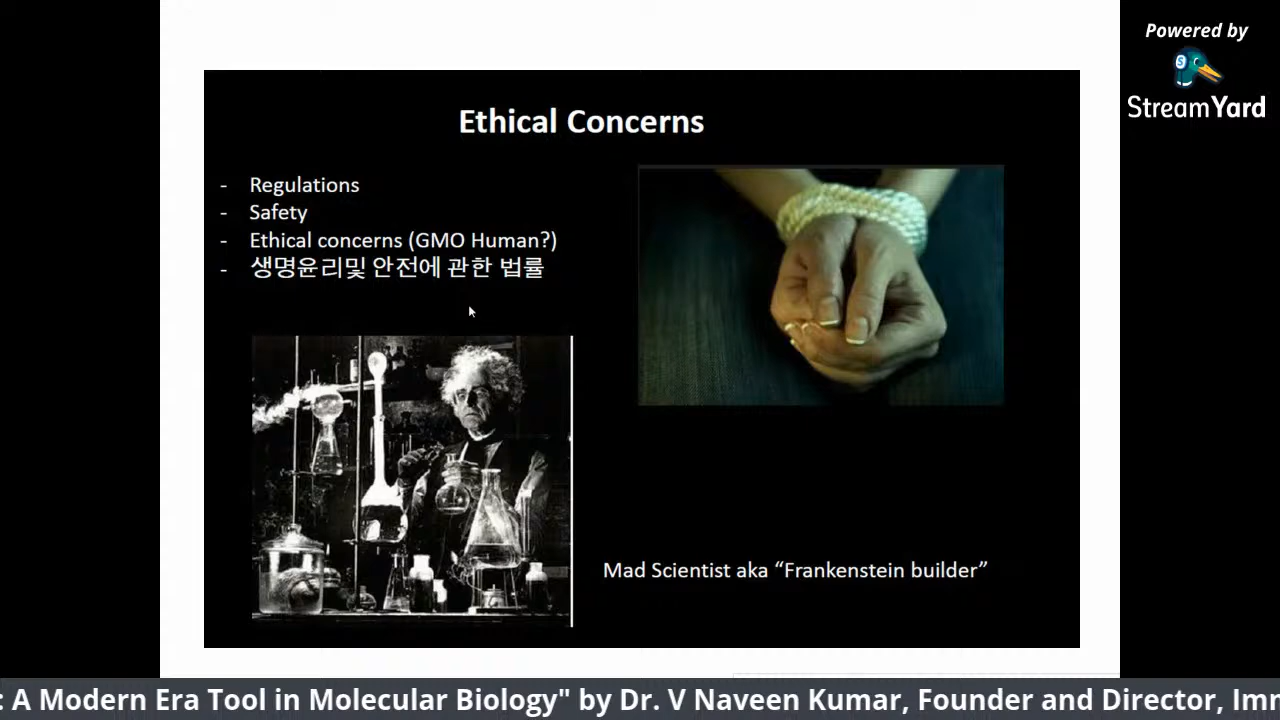 Powered by
StreamYard
Ethical Concerns
- Regulations
- Safety
- Ethical concerns (GMO Human?)
- 생명윤리및 안전에 관한 법률
Mad Scientist aka “Frankenstein builder”
: A Modern Era Tool in Molecular Biology" by Dr. V Naveen Kumar, Founder and Director,